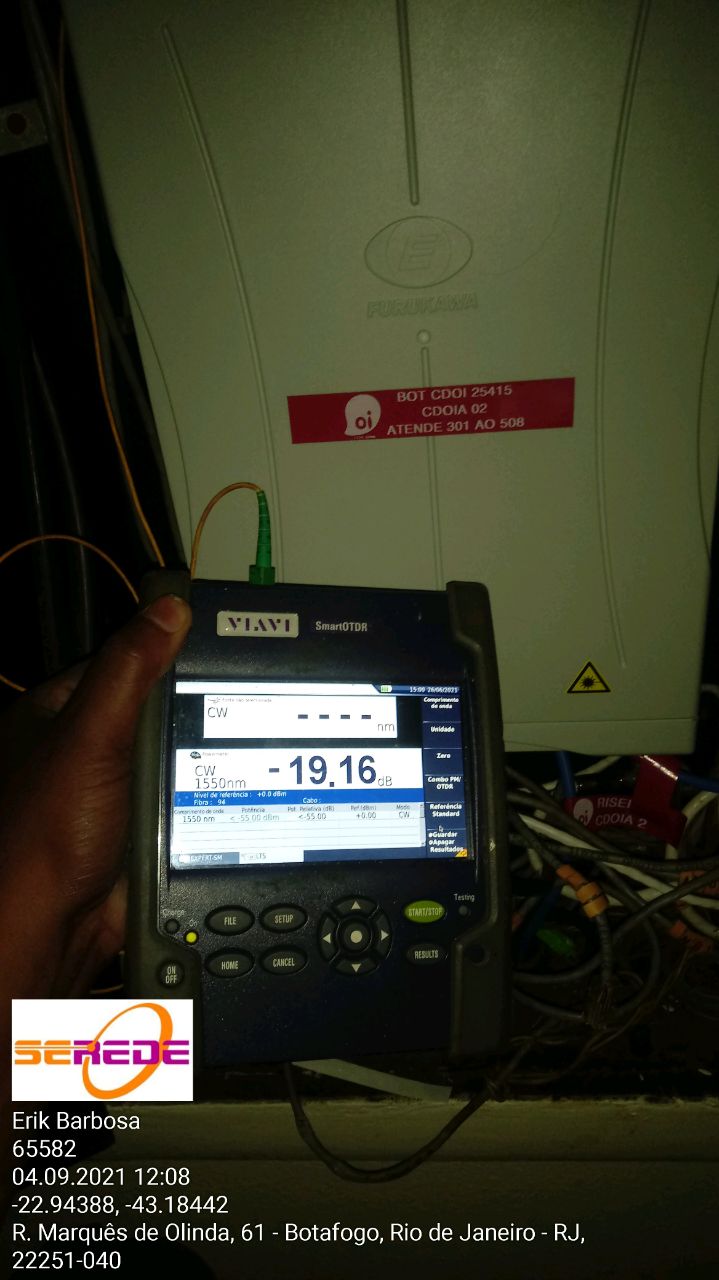 FURUKAWA
BOT CDOI 25415
CDOIA 02
ATENDE 301 AO 508
oi
VIAVI
SmartOTDR
15:00 26/06/2021
CW
---- nm
Comprimento de onda
Unidade
Zero
Combo PM/OTDR
Referência Standard
Guardar
Apagar
Resultados
CW
1550nm
-19.16 dB
Nivel de referência : +0.0 dBm
Fibra : 94
Cabo :
Comprimento de onda Potência Pot. Relativa (dB) Ref.(dBm) Modo
1550 nm < -55.00 dBm <-55.00 +0.00 CW
EXPERT-SM
Charge
On
Testing
FILE
SETUP
START/STOP
HOME
CANCEL
RESULTS
ON
OFF
oi
RISER
CDOIA 2
SEREDE
Erik Barbosa
65582
04.09.2021 12:08
-22.94388, -43.18442
R. Marquês de Olinda, 61 - Botafogo, Rio de Janeiro - RJ,
22251-040